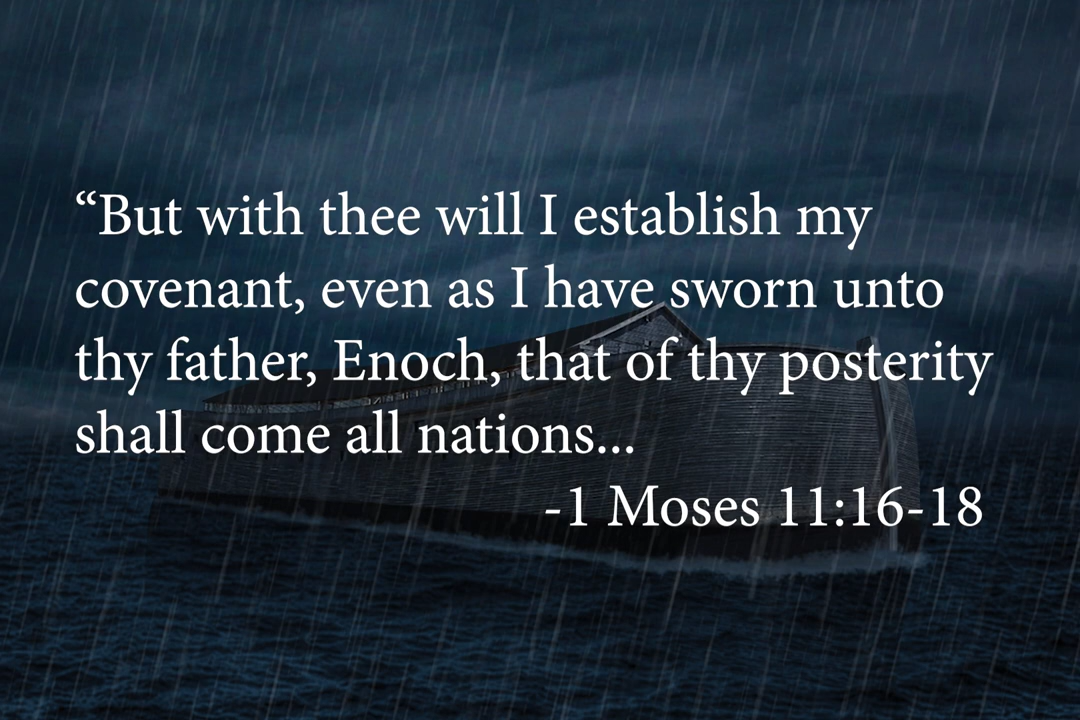 “But with thee will I establish my
covenant, even as I have sworn unto
thy father, Enoch, that of thy posterity
shall come all nations...
-1 Moses 11:16-18